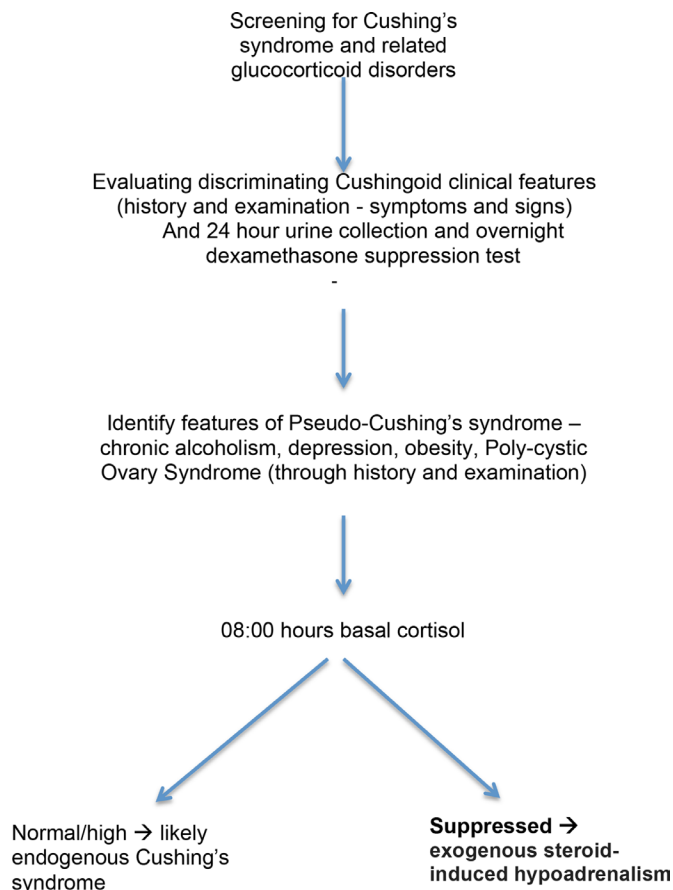 Screening for Cushing's
syndrome and related
glucocorticoid disorders
Evaluating discriminating Cushingoid clinical features
(history and examination - symptoms and signs)
And 24 hour urine collection and overnight
dexamethasone suppression test
-
Identify features of Pseudo-Cushing's syndrome –
chronic alcoholism, depression, obesity, Poly-cystic
Ovary Syndrome (through history and examination)
08:00 hours basal cortisol
Normal/high → likely
endogenous Cushing's
syndrome
Suppressed →
exogenous steroid-
induced hypoadrenalism